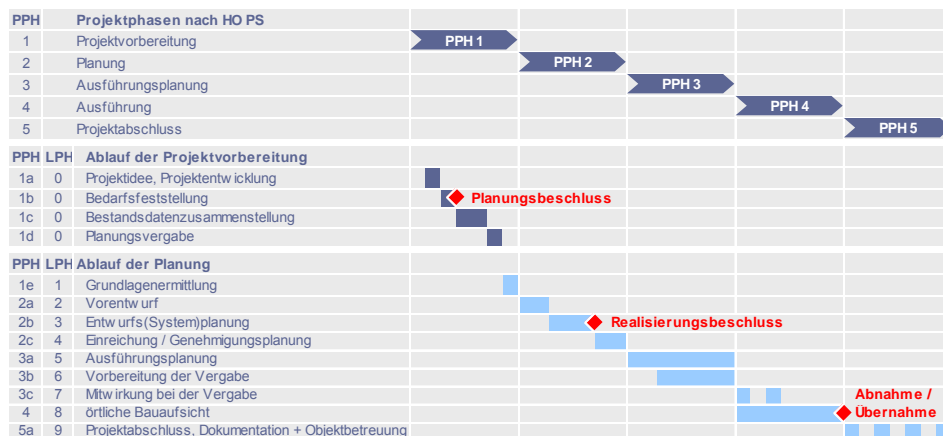 PPH Projektphasen nach HO PS
1 Projektvorbereitung PPH 1
2 Planung PPH 2
3 Ausführungsplanung PPH 3
4 Ausführung PPH 4
5 Projektabschluss PPH 5
PPH LPH Ablauf der Projektvorbereitung
1a 0 Projektidee, Projektentwicklung
1b 0 Bedarfsfeststellung Planungsbeschluss
1c 0 Bestandsdatenzusammenstellung
1d 0 Planungsvergabe
PPH LPH Ablauf der Planung
1e 1 Grundlagenermittlung
2a 2 Vorentwurf
2b 3 Entwurfs(System)planung Realisierungsbeschluss
2c 4 Einreichung / Genehmigungsplanung
3a 5 Ausführungsplanung
3b 6 Vorbereitung der Vergabe
3c 7 Mitwirkung bei der Vergabe Abnahme /
4 8 örtliche Bauaufsicht Übernahme
5a 9 Projektabschluss, Dokumentation + Objektbetreuung